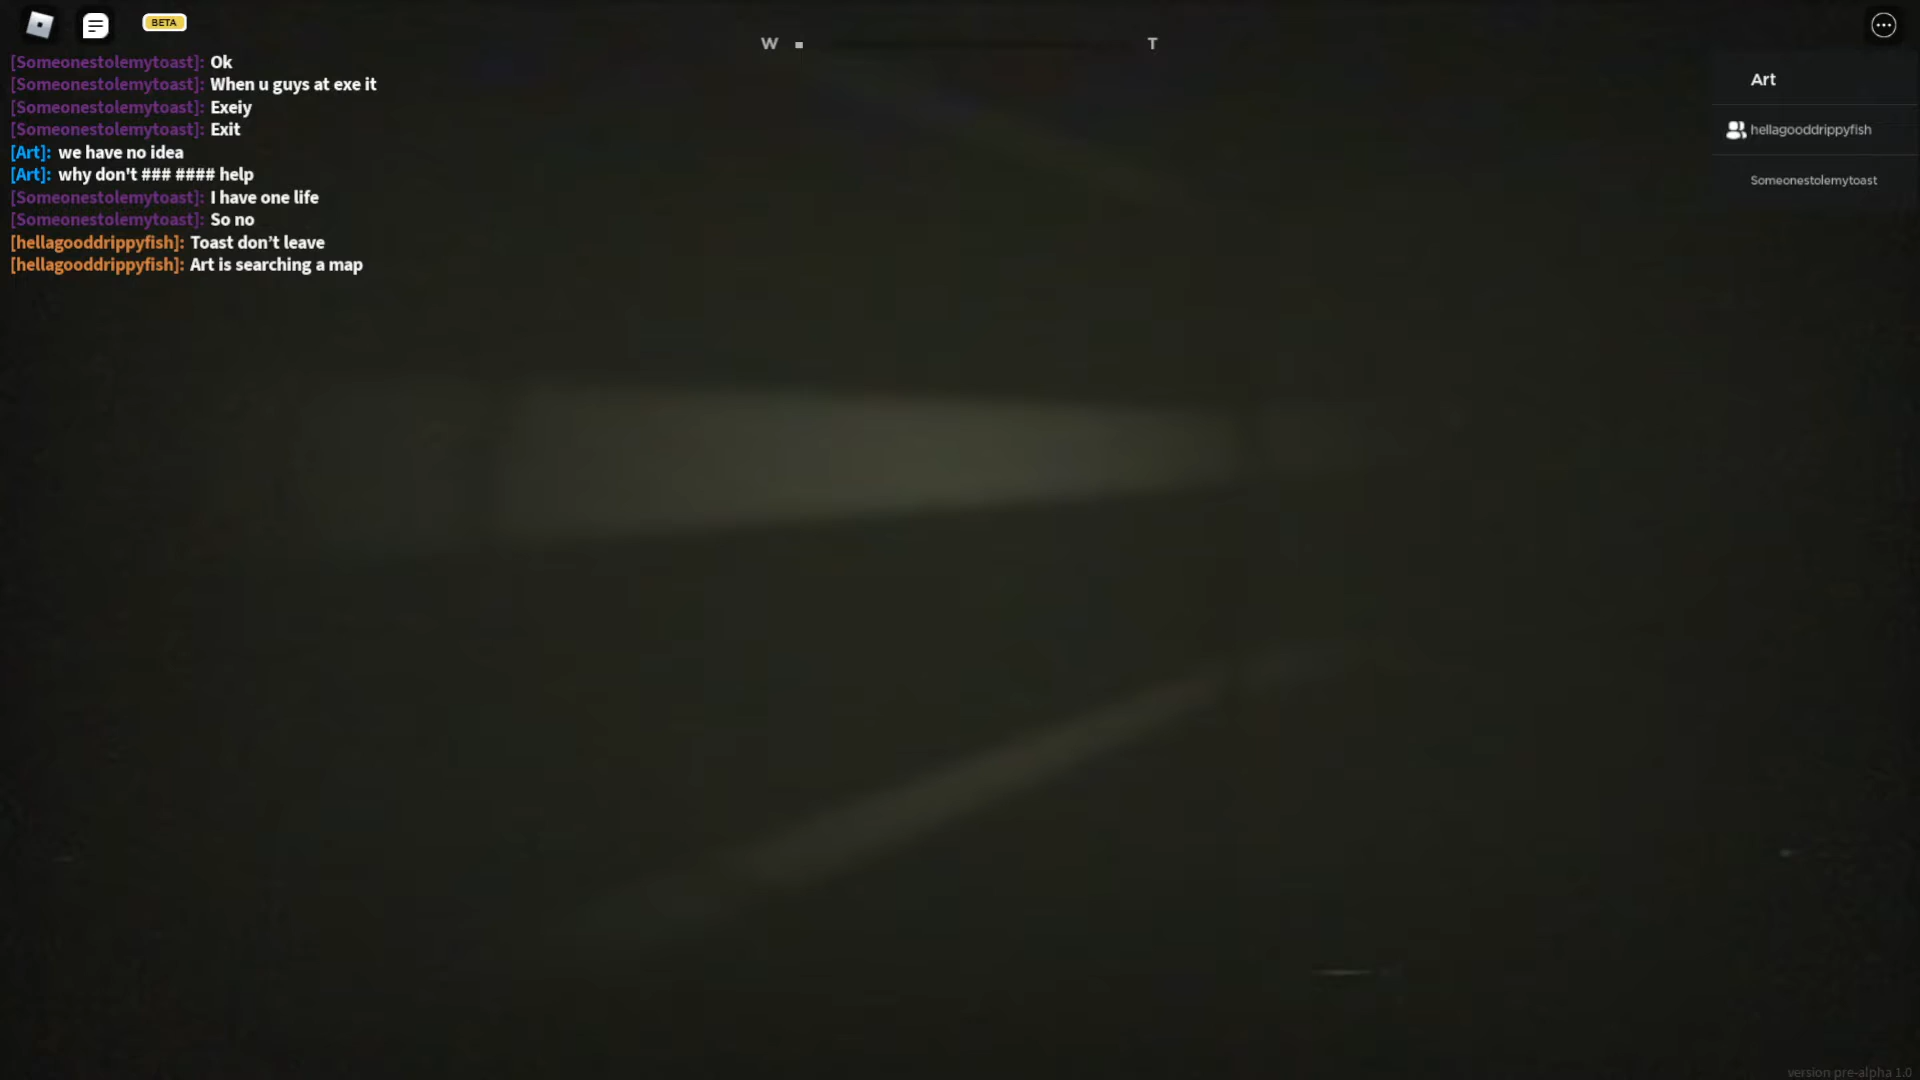 BETA
W T
[Someonestolemytoast]: Ok
[Someonestolemytoast]: When u guys at exe it
[Someonestolemytoast]: Exeiy
[Someonestolemytoast]: Exit
[Art]: we have no idea
[Art]: why don't ### #### help
[Someonestolemytoast]: I have one life
[Someonestolemytoast]: So no
[hellagooddrippyfish]: Toast don’t leave
[hellagooddrippyfish]: Art is searching a map
Art
hellagooddrippyfish
Someonestolemytoast
version pre-alpha 1.0